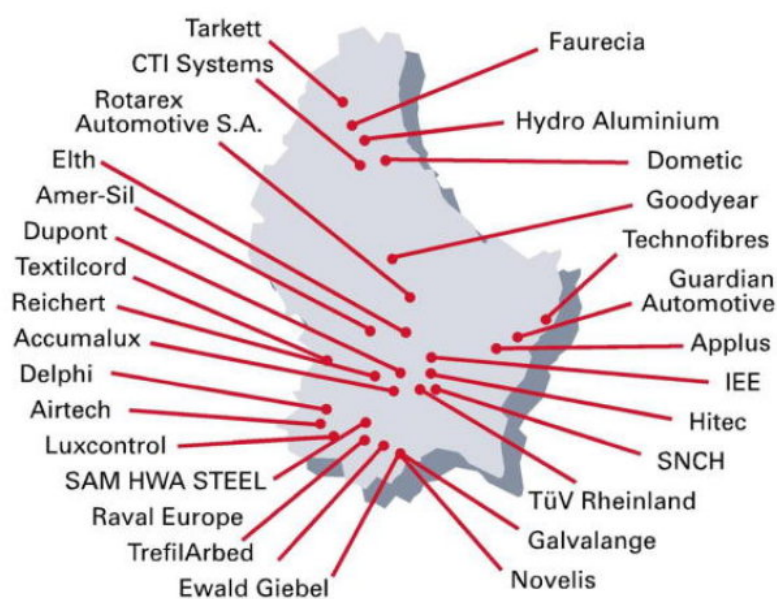 Tarkett
CTI Systems
Rotarex
Automotive S.A.
Elth
Amer-Sil
Dupont
Textilcord
Reichert
Accumalux
Delphi
Airtech
Luxcontrol
SAM HWA STEEL
Raval Europe
TrefilArbed
Ewald Giebel
Faurecia
Hydro Aluminium
Dometic
Goodyear
Technofibres
Guardian
Automotive
Applus
IEE
Hitec
SNCH
TüV Rheinland
Galvalange
Novelis